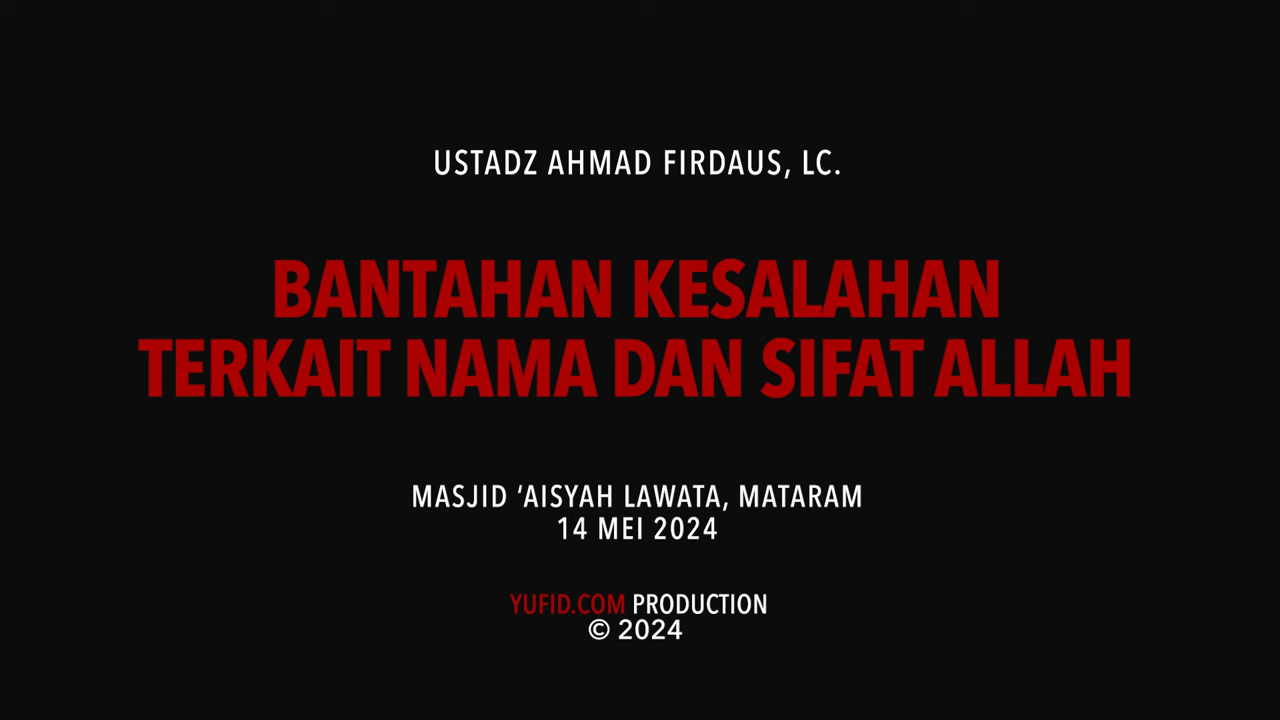 USTADZ AHMAD FIRDAUS, LC.
BANTAHAN KESALAHAN
TERKAIT NAMA DAN SIFAT ALLAH
MASJID ‘AISYAH LAWATA, MATARAM
14 MEI 2024
YUFID.COM PRODUCTION
© 2024